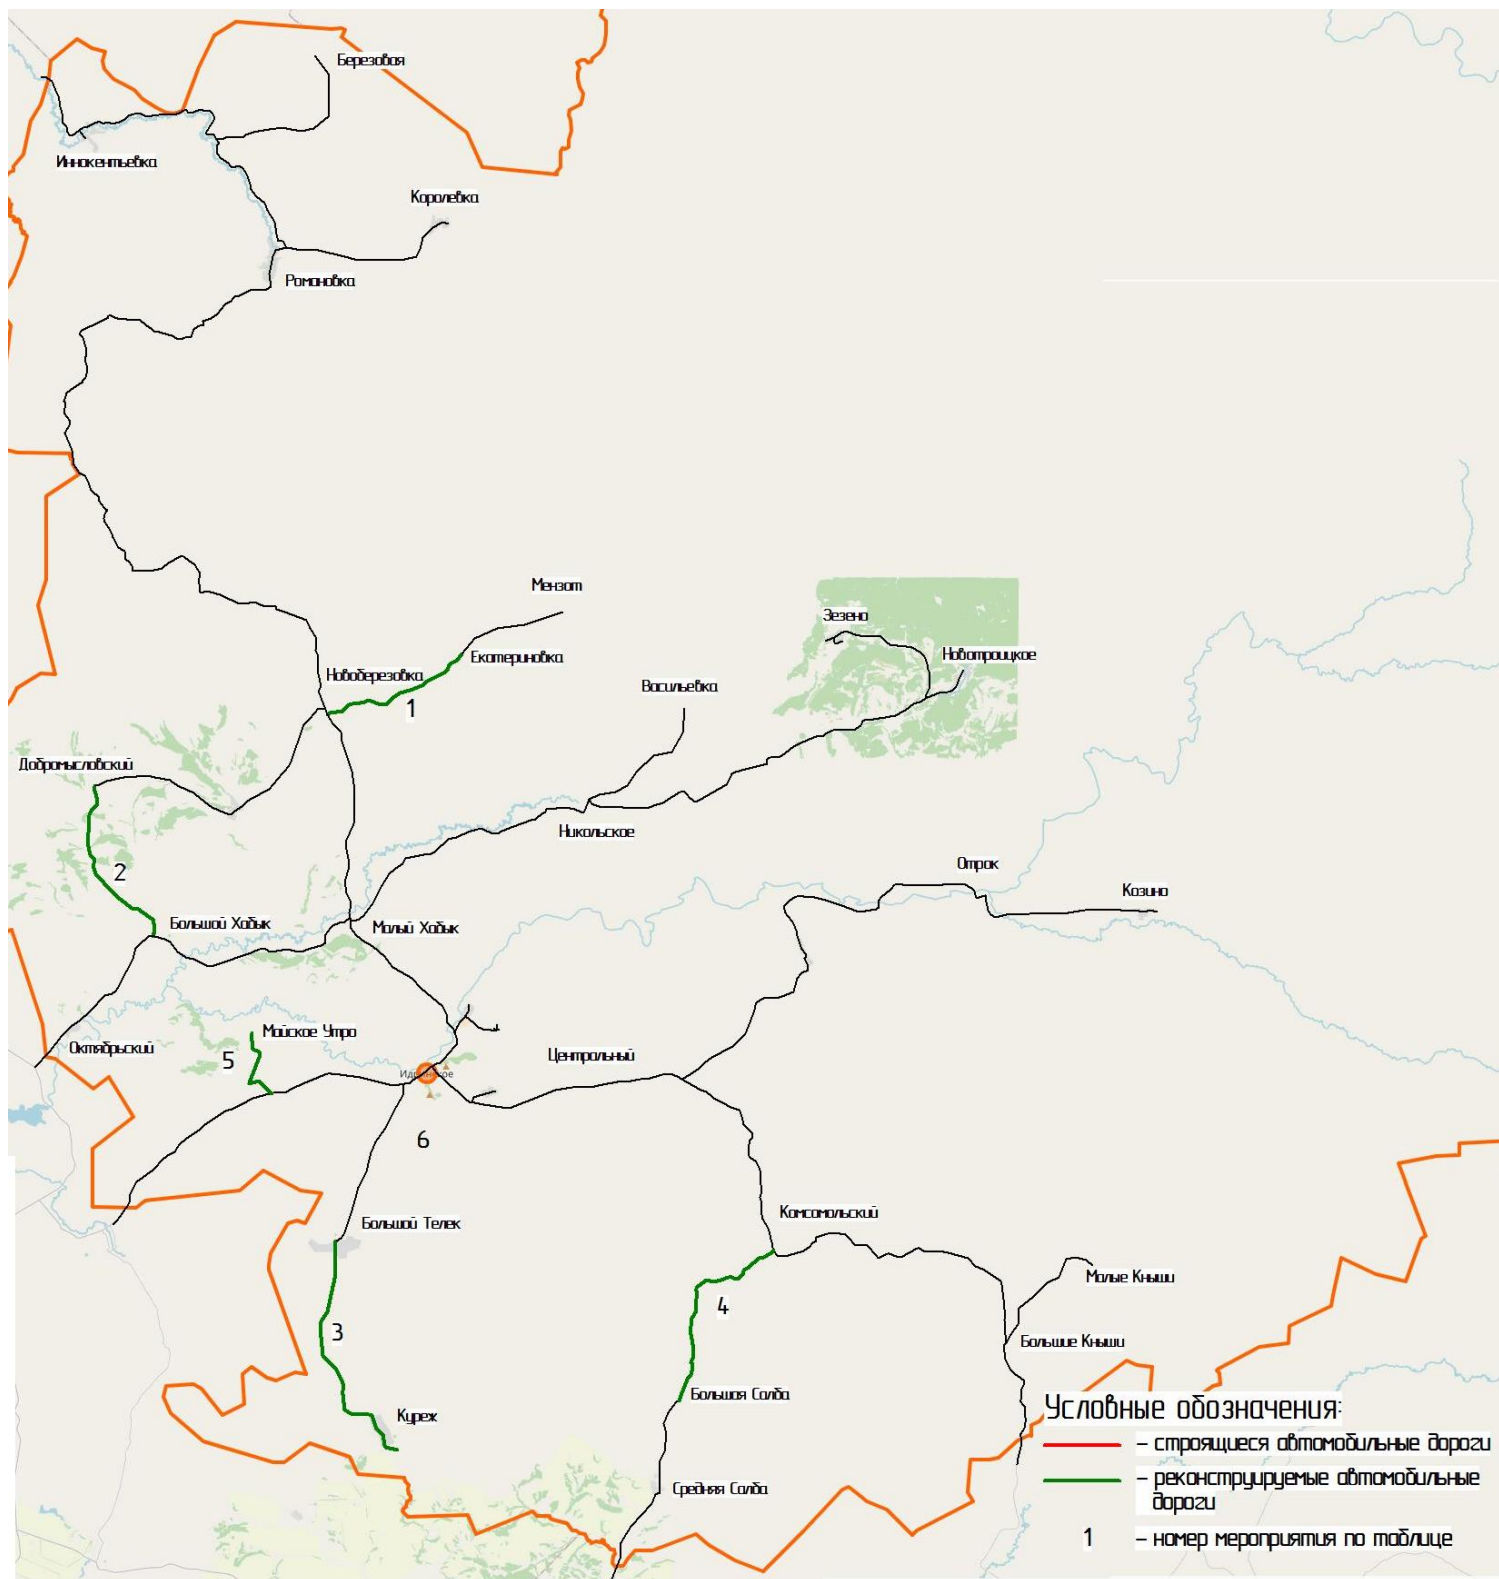 Березовая
Иннокентьевка
Королевка
Романовка
Мензот
Зезено
Екатериновка
Новотроицкое
Новоберезовка
Васильевка
1
Добромысловский
Никольское
Отрок
2
Козино
Большой Хабык
Малый Хабык
Майское Утро
Октябрьский
5
Центральный
Идринское
6
Комсомольский
Большой Телек
Малые Кныши
4
3
Большие Кныши
Большая Салба
Куреж
Условные обозначения:
– строящиеся автомобильные дороги
– реконструируемые автомобильные
дороги
Средняя Салба
1 – номер мероприятия по таблице